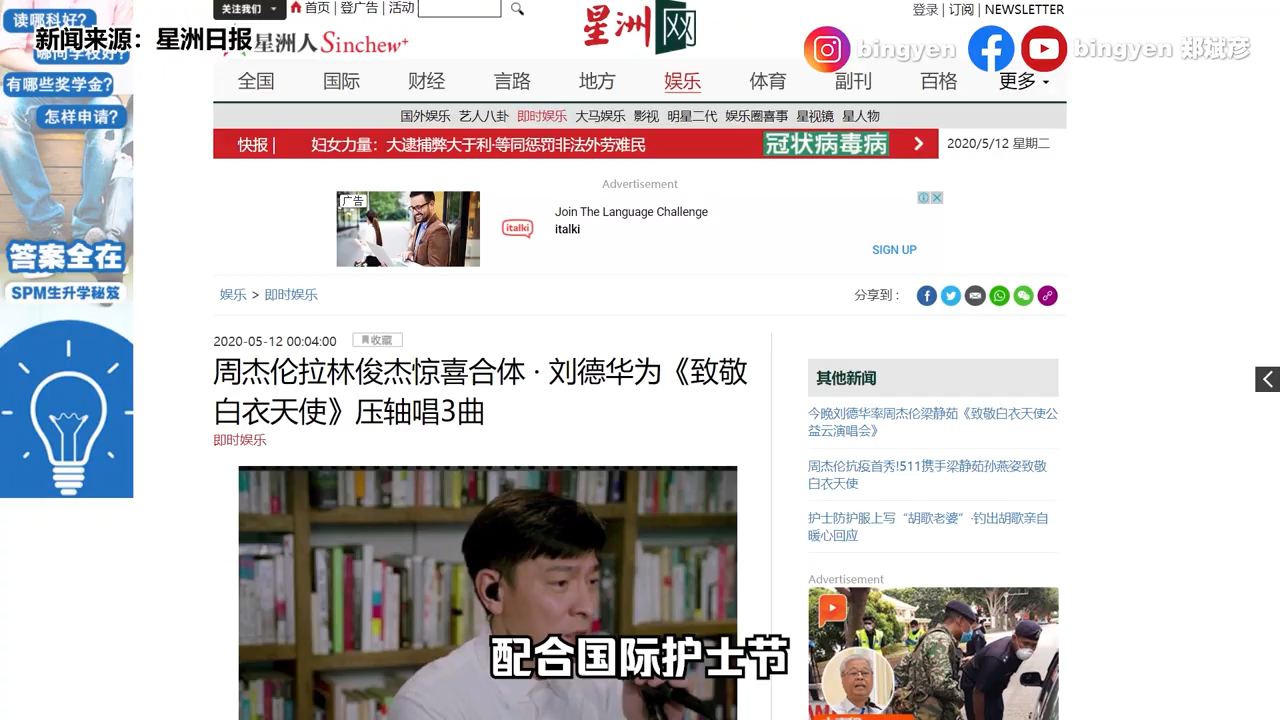 读哪科好?
哪间学校好?
有哪些奖学金?
怎样申请?
答案全在
SPM生升学秘笈
新闻来源：星洲日报
关注我们
首页 | 登广告 | 活动
星洲人 Sinchew+
星洲网
登录 | 订阅 | NEWSLETTER
bingyen
bingyen 郑斌彦
全国 国际 财经 言路 地方 娱乐 体育 副刊 百格 更多
国外娱乐 艺人八卦 即时娱乐 大马娱乐 影视 明星二代 娱乐圈喜事 星视镜 星人物
快报 | 妇女力量：大逮捕弊大于利·等同惩罚非法外劳难民
冠状病毒病
2020/5/12 星期二
Advertisement
广告
italki
Join The Language Challenge
italki
SIGN UP
娱乐 > 即时娱乐
分享到：
2020-05-12 00:04:00
收藏
周杰伦拉林俊杰惊喜合体 · 刘德华为《致敬
白衣天使》压轴唱3曲
即时娱乐
其他新闻
今晚刘德华率周杰伦梁静茹《致敬白衣天使公
益云演唱会》
周杰伦抗疫首秀!511携手梁静茹孙燕姿致敬
白衣天使
护士防护服上写“胡歌老婆”·钓出胡歌亲自
暖心回应
Advertisement
配合国际护士节